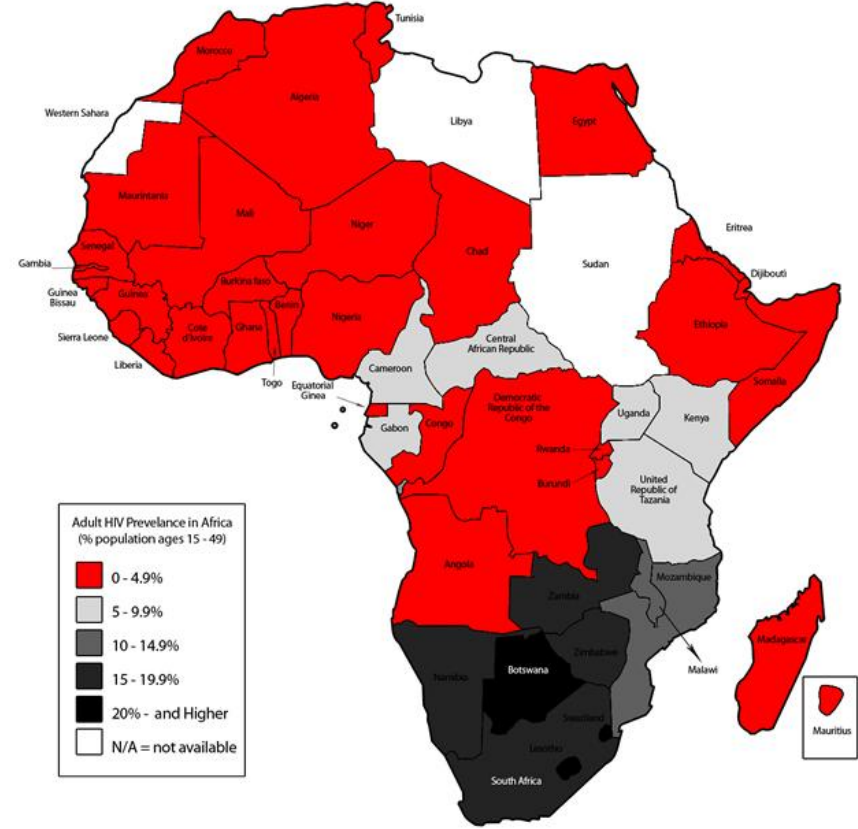 Tunisia
Morocco
Algeria
Western Sahara
Libya
Egypt
Maurintania
Mali
Niger
Chad
Sudan
Eritrea
Senegal
Gambia
Djibouti
Burkina faso
Guinea
Bissau
Guinea
Benin
Nigeria
Ethiopia
Ghana
Cote
d'Ivoire
Sierra Leone
Central
African Republic
Liberia
Togo
Cameroon
Somalia
Equatorial
Ginea
Democratic
Republic of the
Congo
Uganda
Kenya
Gabon
Congo
Rwanda
United
Republic of
Tazania
Burundi
Adult HIV Prevelance in Africa
(% population ages 15 - 49)
0 - 4.9%
5 - 9.9%
10 - 14.9%
15 - 19.9%
20% - and Higher
N/A = not available
Angola
Mozambique
Zambia
Madagascar
Zimbabwe
Malawi
Botswana
Namibia
Swaziland
Mauritius
Lesotho
South Africa